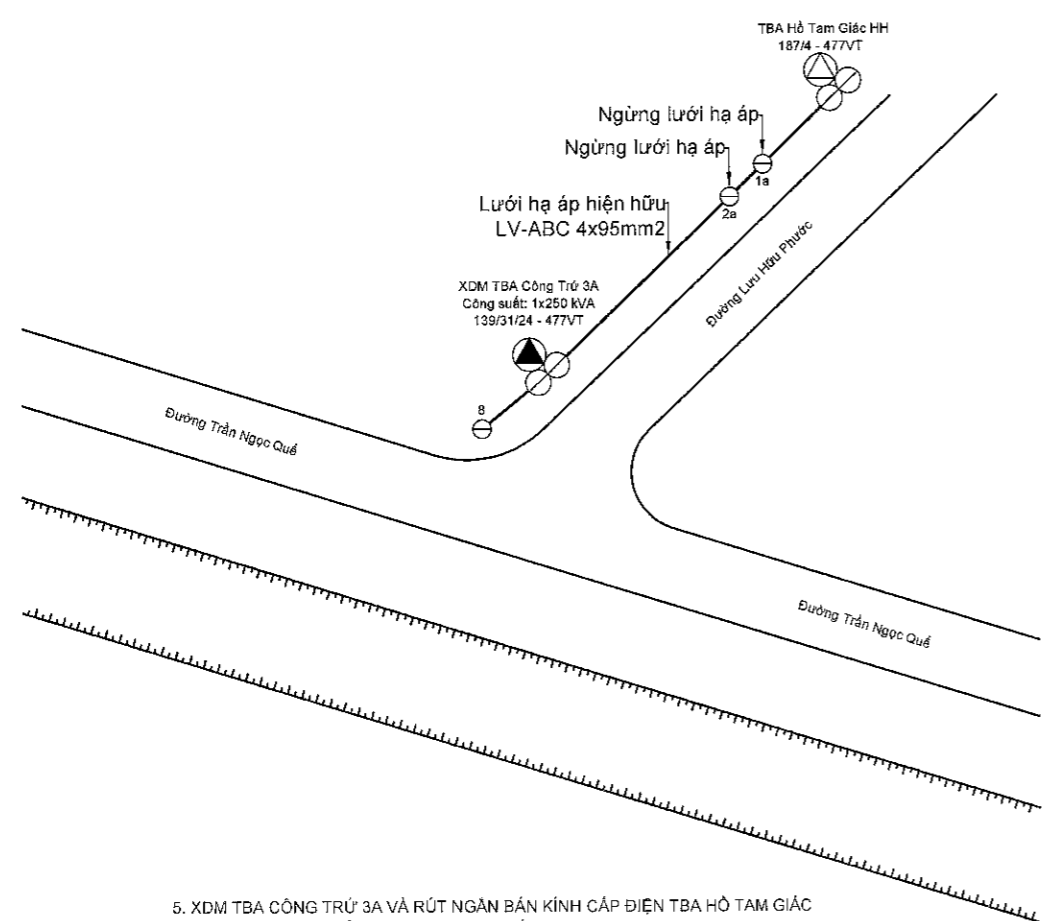 TBA Hồ Tam Giác HH
187/4 - 477VT
Ngừng lưới hạ áp
1a
Ngừng lưới hạ áp
2a
Lưới hạ áp hiện hữu
LV-ABC 4x95mm2
Đường Lưu Hữu Phước
XDM TBA Công Trứ 3A
Công suất: 1x250 kVA
139/31/24 - 477VT
8
Đường Trần Ngọc Quế
Đường Trần Ngọc Quế
5. XDM TBA CÔNG TRỨ 3A VÀ RÚT NGẮN BÁN KÍNH CẤP ĐIỆN TBA HỒ TAM GIÁC